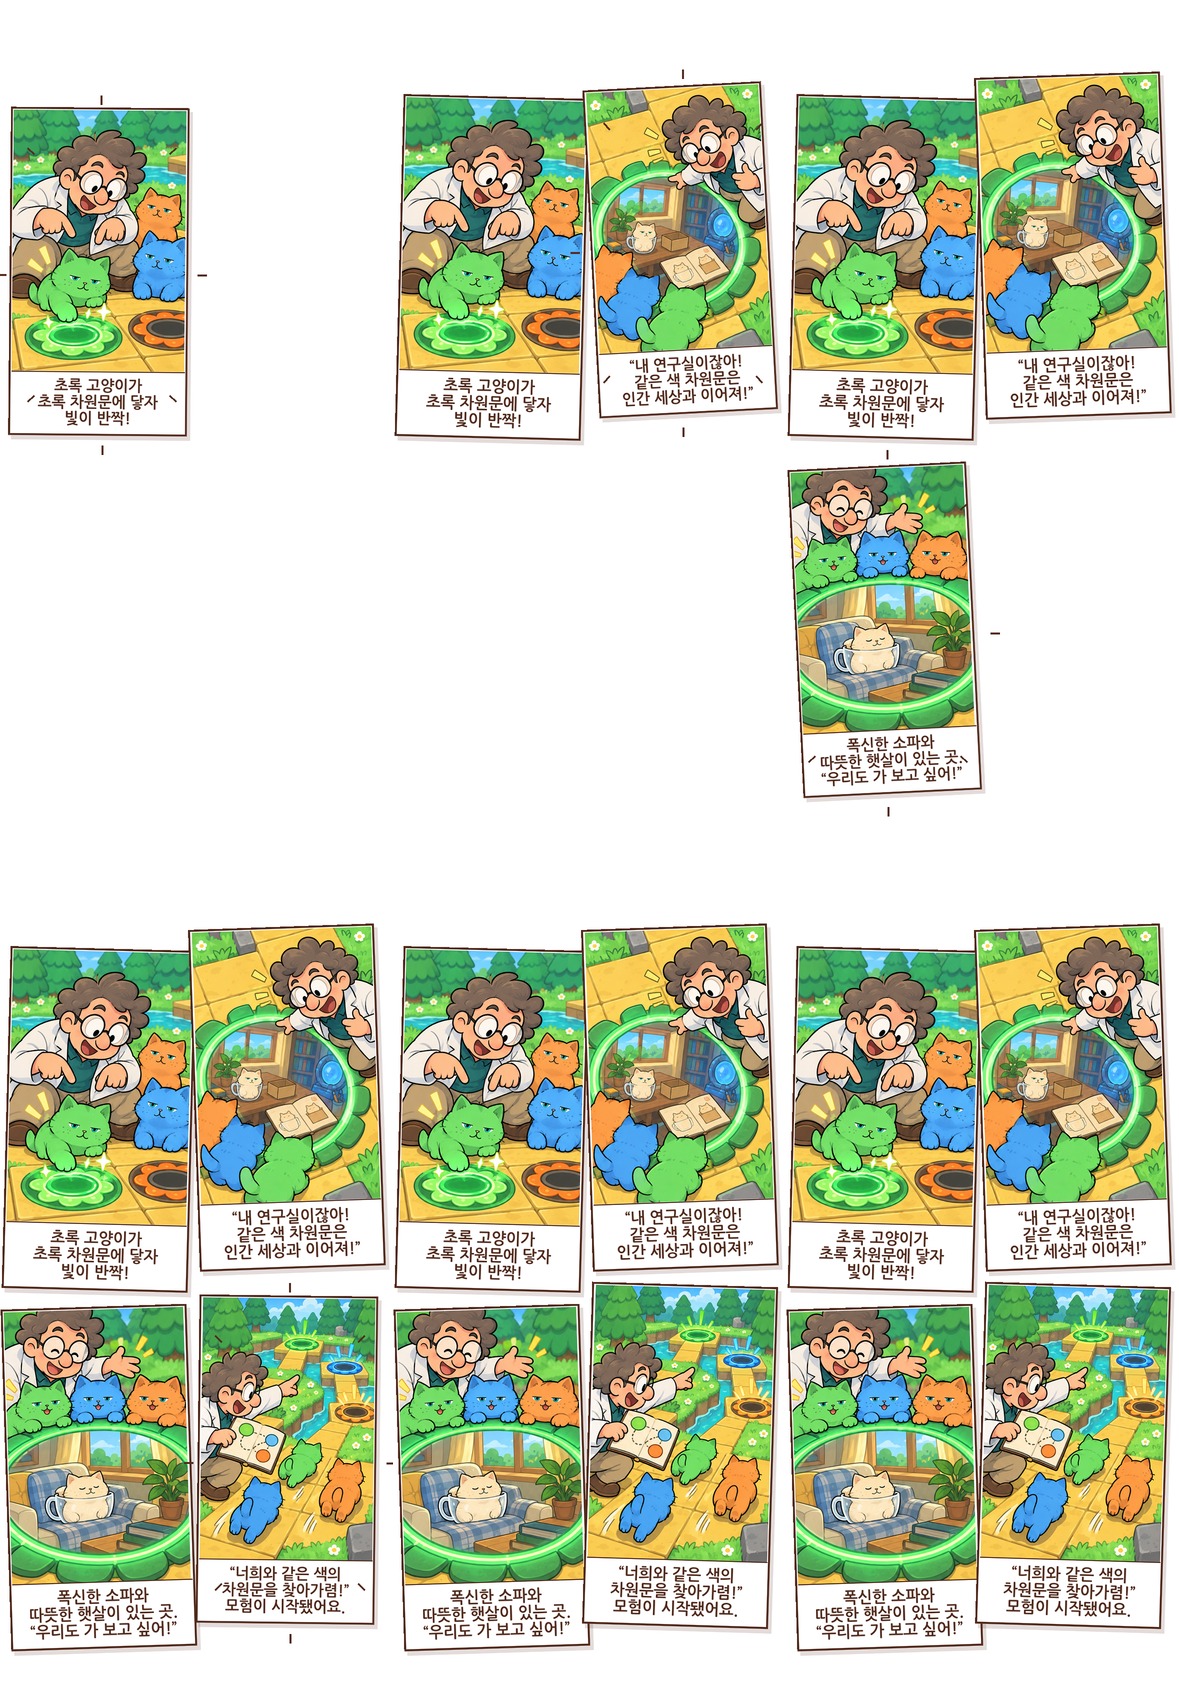 초록 고양이가
초록 차원문에 닿자
빛이 반짝!
초록 고양이가
초록 차원문에 닿자
빛이 반짝!
“내 연구실이잖아!
같은 색 차원문은
인간 세상과 이어져!”
초록 고양이가
초록 차원문에 닿자
빛이 반짝!
“내 연구실이잖아!
같은 색 차원문은
인간 세상과 이어져!”
폭신한 소파와
따뜻한 햇살이 있는 곳.
“우리도 가 보고 싶어!”
초록 고양이가
초록 차원문에 닿자
빛이 반짝!
“내 연구실이잖아!
같은 색 차원문은
인간 세상과 이어져!”
초록 고양이가
초록 차원문에 닿자
빛이 반짝!
“내 연구실이잖아!
같은 색 차원문은
인간 세상과 이어져!”
초록 고양이가
초록 차원문에 닿자
빛이 반짝!
“내 연구실이잖아!
같은 색 차원문은
인간 세상과 이어져!”
폭신한 소파와
따뜻한 햇살이 있는 곳.
“우리도 가 보고 싶어!”
“너희와 같은 색의
차원문을 찾아가렴!”
모험이 시작됐어요.
폭신한 소파와
따뜻한 햇살이 있는 곳.
“우리도 가 보고 싶어!”
“너희와 같은 색의
차원문을 찾아가렴!”
모험이 시작됐어요.
폭신한 소파와
따뜻한 햇살이 있는 곳.
“우리도 가 보고 싶어!”
“너희와 같은 색의
차원문을 찾아가렴!”
모험이 시작됐어요.